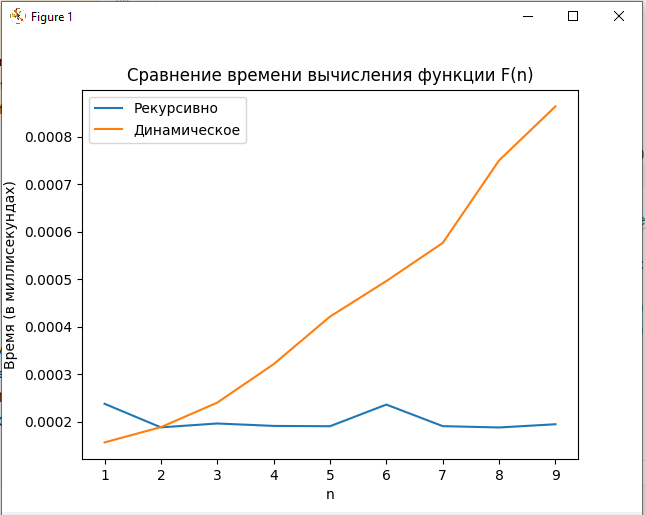 Figure 1
Сравнение времени вычисления функции F(n)
Рекурсивно
Динамическое
0.0008
0.0007
0.0006
0.0005
0.0004
0.0003
0.0002
Время (в миллисекундах)
1 2 3 4 5 6 7 8 9
n